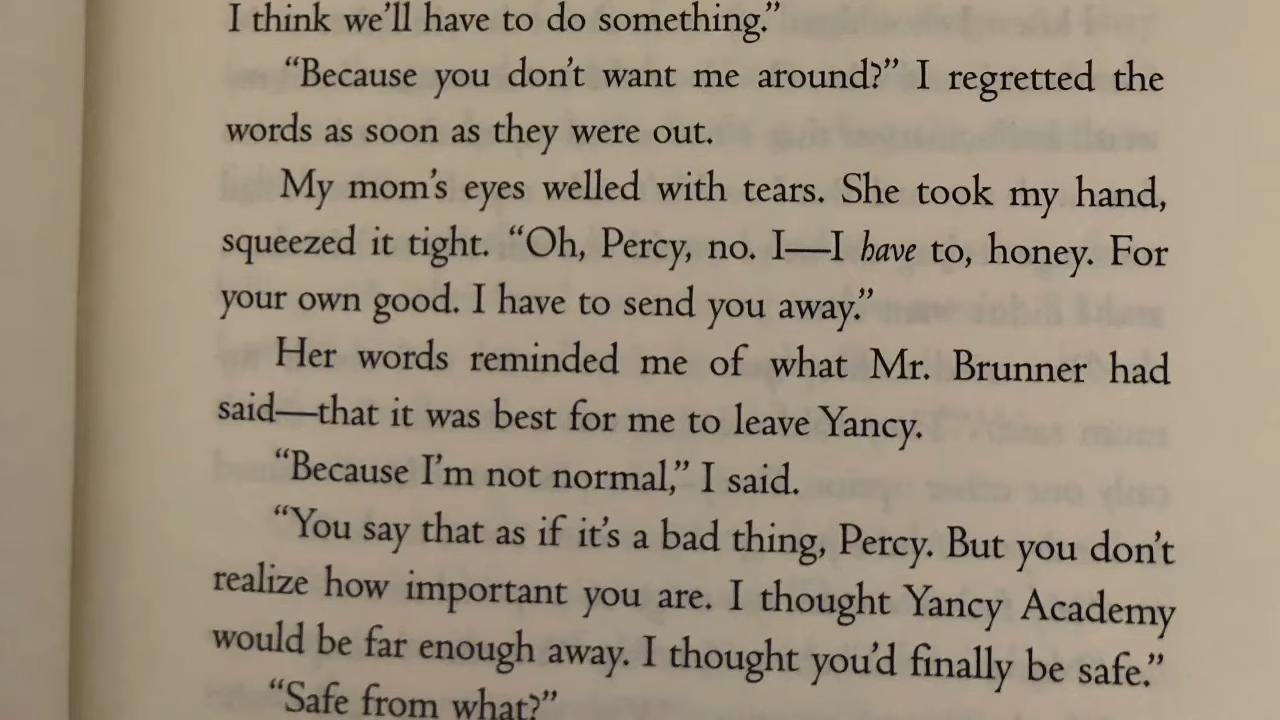 I think we’ll have to do something.”
“Because you don’t want me around?” I regretted the
words as soon as they were out.
My mom’s eyes welled with tears. She took my hand,
squeezed it tight. “Oh, Percy, no. I—I have to, honey. For
your own good. I have to send you away.”
Her words reminded me of what Mr. Brunner had
said—that it was best for me to leave Yancy.
“Because I’m not normal,” I said.
“You say that as if it’s a bad thing, Percy. But you don’t
realize how important you are. I thought Yancy Academy
would be far enough away. I thought you’d finally be safe.”
“Safe from what?”